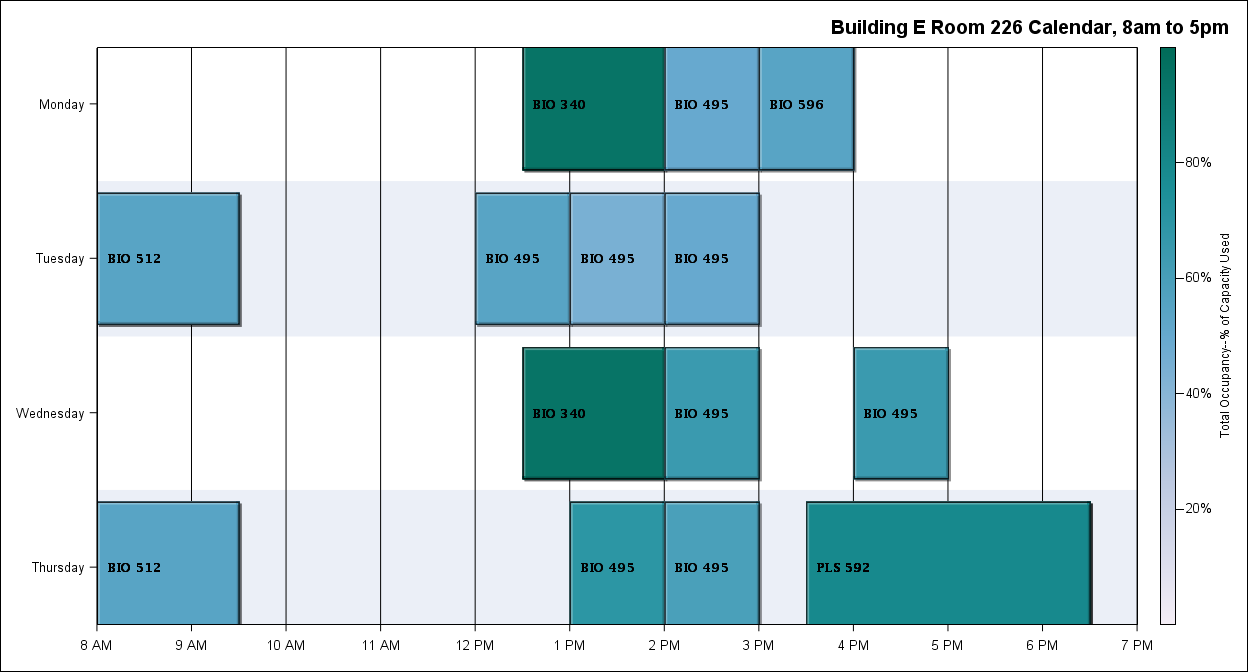 Building E Room 226 Calendar, 8am to 5pm
Monday
BIO 340
BIO 495
BIO 596
Tuesday
BIO 512
BIO 495
BIO 495
BIO 495
Wednesday
BIO 340
BIO 495
BIO 495
Thursday
BIO 512
BIO 495
BIO 495
PLS 592
8 AM
9 AM
10 AM
11 AM
12 PM
1 PM
2 PM
3 PM
4 PM
5 PM
6 PM
7 PM
80%
60%
40%
20%
Total Occupancy--% of Capacity Used